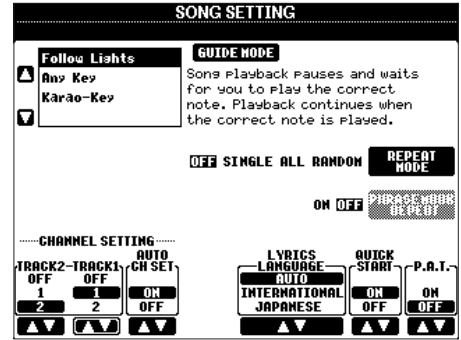 SONG SETTING
Follow Lights
Any Key
Karao-Key
GUIDE MODE
Song playback pauses and waits
for you to play the correct
note. Playback continues when
the correct note is played.
OFF SINGLE ALL RANDOM
REPEAT
MODE
ON OFF
PHRASE MARK
REPEAT
CHANNEL SETTING
TRACK2
OFF
1
2
TRACK1
OFF
1
2
AUTO
CH SET
ON
OFF
LYRICS
LANGUAGE
AUTO
INTERNATIONAL
JAPANESE
QUICK
START
ON
OFF
P.A.T.
ON
OFF